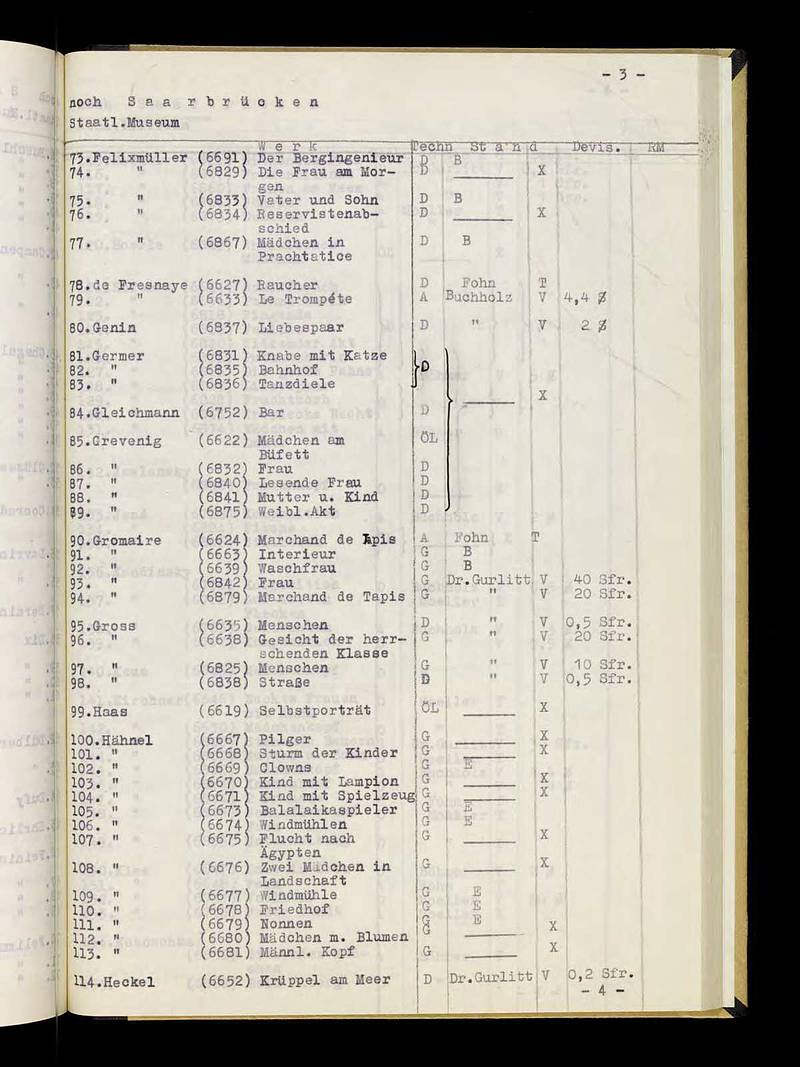 - 3 -
noch S a a r b r ü c k e n
Staatl.Museum
W e r k Techn St a n d Devis. RM
73.Felixmüller (6691) Der Bergingenieur D B
74. " (6829) Die Frau am Mor- D ______ X
gen
75. " (6833) Vater und Sohn D B
76. " (6834) Reservistenab- D ______ X
schied
77. " (6867) Mädchen in D B
Prachtatice
78.de Fresnaye (6627) Raucher D Fohn T
79. " (6633) Le Trompéte A Buchholz V 4,4 $
80.Genin (6837) Liebespaar D " V 2 $
81.Germer (6831) Knabe mit Katze
82. " (6835) Bahnhof D
83. " (6836) Tanzdiele
______ X
84.Gleichmann (6752) Bar D
85.Grevenig (6622) Mädchen am ÖL
Büfett
86. " (6832) Frau D
87. " (6840) Lesende Frau D
88. " (6841) Mutter u. Kind D
89. " (6875) Weibl.Akt D
90.Gromaire (6624) Marchand de Tapis A Fohn T
91. " (6663) Interieur G B
92. " (6639) Waschfrau G B
93. " (6842) Frau G Dr.Gurlitt V 40 Sfr.
94. " (6879) Marchand de Tapis G " V 20 Sfr.
95.Gross (6635) Menschen D " V 0,5 Sfr.
96. " (6638) Gesicht der herr- G " V 20 Sfr.
schenden Klasse
97. " (6825) Menschen G " V 10 Sfr.
98. " (6838) Straße D " V 0,5 Sfr.
99.Haas (6619) Selbstporträt ÖL ______ X
100.Hähnel (6667) Pilger G ______ X
101. " " (6668) Sturm der Kinder G ______ X
102. " (6669) Clowns G E
103. " (6670) Kind mit Lampion G ______ X
104. " (6671) Kind mit Spielzeug G ______ X
105. " (6673) Balalaikaspieler G E
106. " (6674) Windmühlen G E
107. " (6675) Flucht nach G ______ X
Ägypten
108. " (6676) Zwei Mädchen in G ______ X
Landschaft
109. " (6677) Windmühle G E
110. " (6678) Friedhof G E
111. " (6679) Nonnen G E
112. " (6680) Mädchen m. Blumen G ______ X
113. " (6681) Männl. Kopf G ______ X
114.Heckel (6652) Krüppel am Meer D Dr.Gurlitt V 0,2 Sfr.
- 4 -